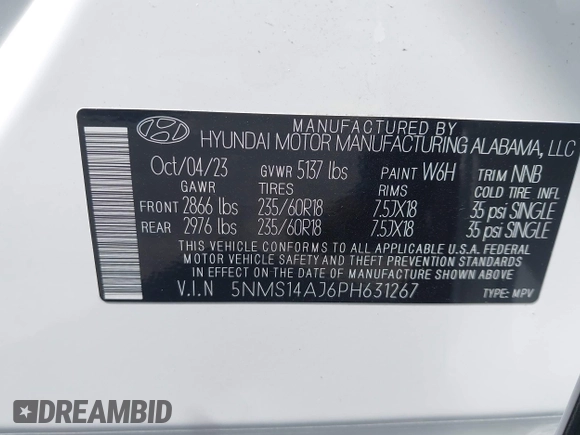 MANUFACTURED BY
HYUNDAI MOTOR MANUFACTURING ALABAMA, LLC
Oct/04/23 GVWR 5137 lbs PAINT W6H TRIM NNB
GAWR TIRES RIMS COLD TIRE INFL
FRONT 2866 lbs 235/60R18 7.5JX18 35 psi SINGLE
REAR 2976 lbs 235/60R18 7.5JX18 35 psi SINGLE
THIS VEHICLE CONFORMS TO ALL APPLICABLE U.S.A. FEDERAL
MOTOR VEHICLE SAFETY AND THEFT PREVENTION STANDARDS
IN EFFECT ON THE DATE OF MANUFACTURE SHOWN ABOVE
V.I.N 5NMS14AJ6PH631267 TYPE: MPV
DREAMBID